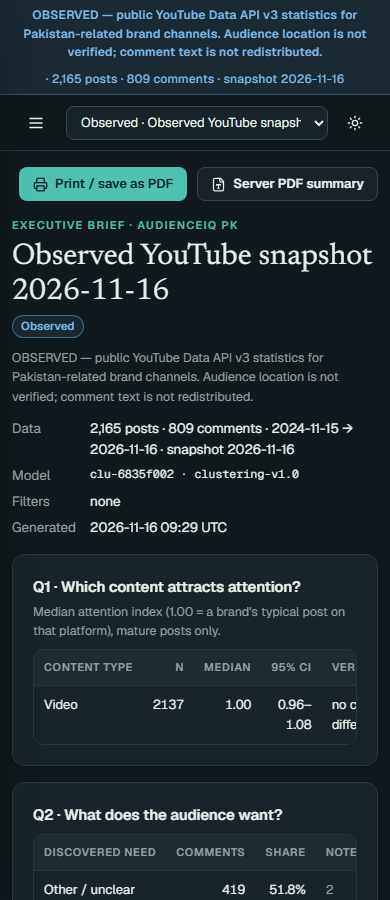 OBSERVED — public YouTube Data API v3 statistics for
Pakistan-related brand channels. Audience location is not
verified; comment text is not redistributed.
· 2,165 posts · 809 comments · snapshot 2026-11-16
Observed · Observed YouTube snapsh
Print / save as PDF
Server PDF summary
EXECUTIVE BRIEF · AUDIENCEIQ PK
Observed YouTube snapshot
2026-11-16
Observed
OBSERVED — public YouTube Data API v3 statistics for
Pakistan-related brand channels. Audience location is not
verified; comment text is not redistributed.
Data 2,165 posts · 809 comments · 2024-11-15 →
2026-11-16 · snapshot 2026-11-16
Model clu-6835f002 · clustering-v1.0
Filters none
Generated 2026-11-16 09:29 UTC
Q1 · Which content attracts attention?
Median attention index (1.00 = a brand's typical post on
that platform), mature posts only.
CONTENT TYPE N MEDIAN 95% CI VER
Video 2137 1.00 0.96– no c
1.08 diffe
Q2 · What does the audience want?
DISCOVERED NEED COMMENTS SHARE NOTE
Other / unclear 419 51.8% 2